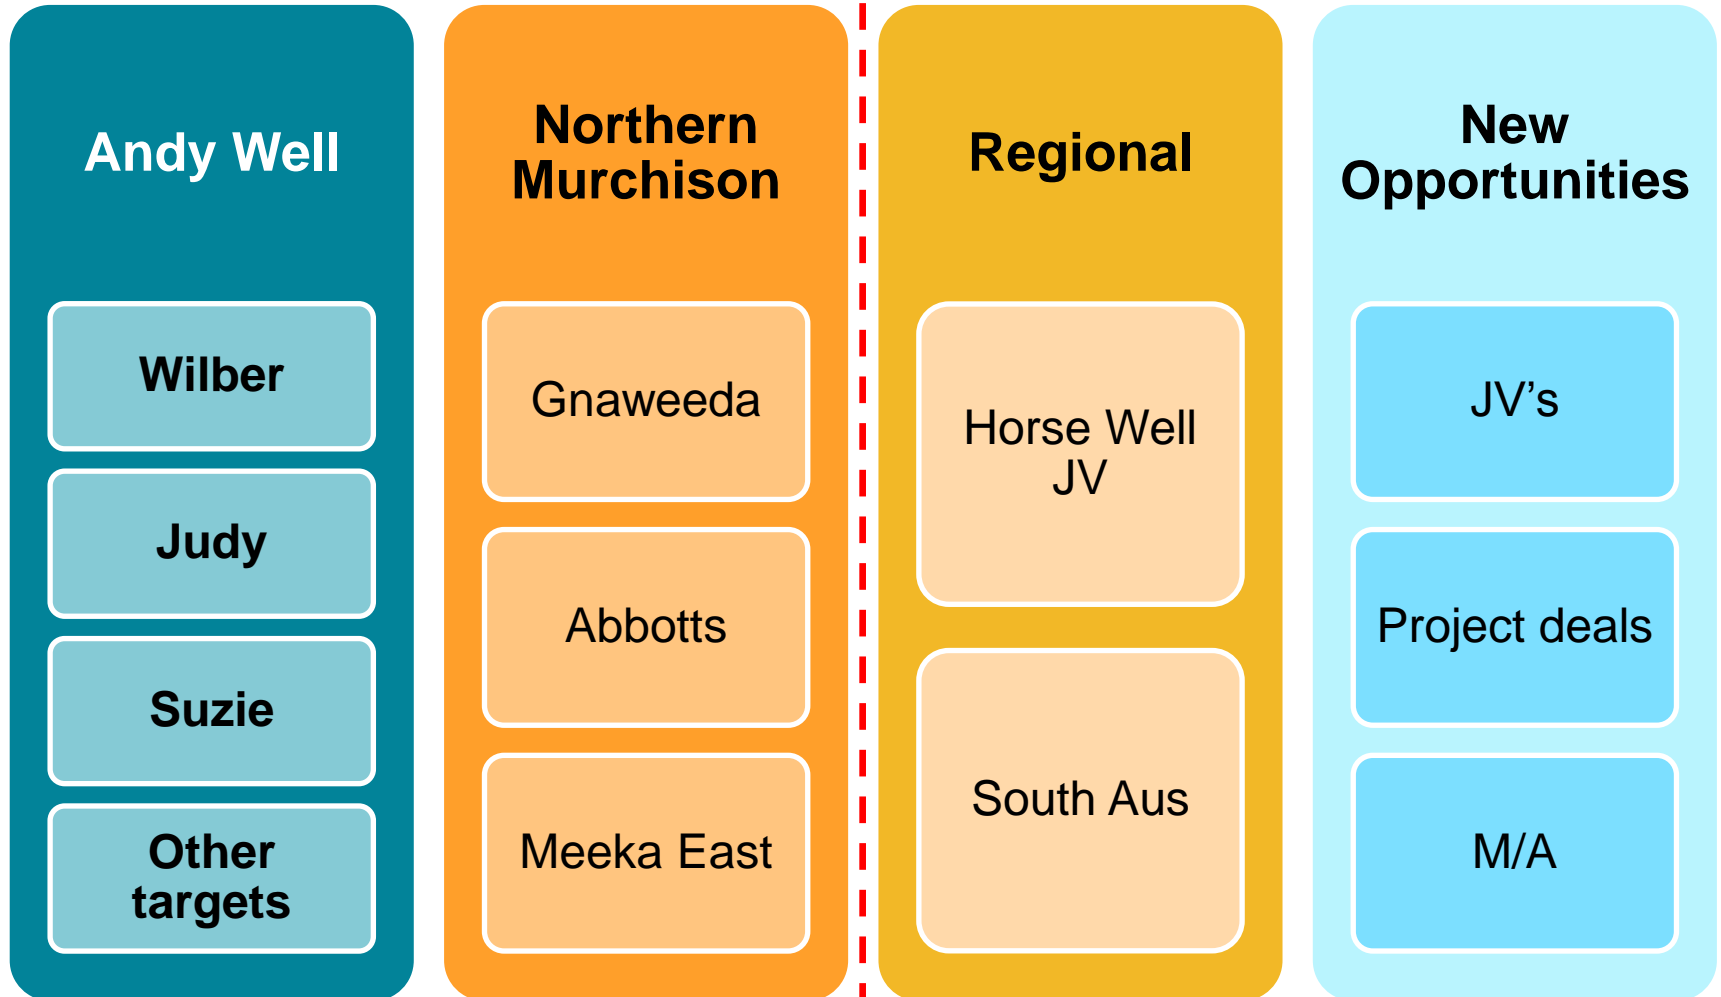 Andy Well
Wilber
Judy
Suzie
Other
targets
Northern
Murchison
Gnaweeda
Abbotts
Meeka East
Regional
Horse Well
JV
South Aus
New
Opportunities
JV’s
Project deals
M/A